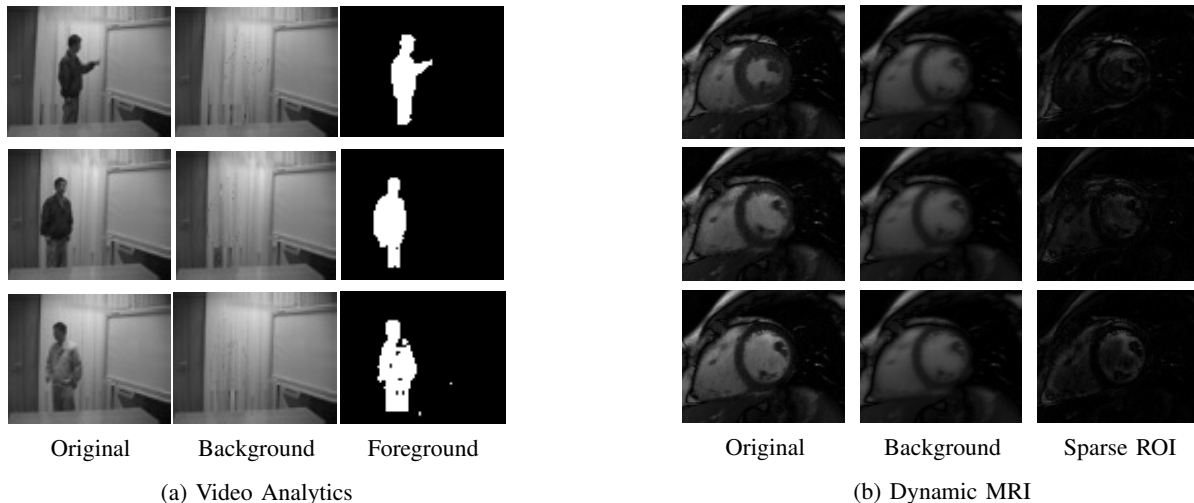 Original Background Foreground
(a) Video Analytics
Original Background Sparse ROI
(b) Dynamic MRI